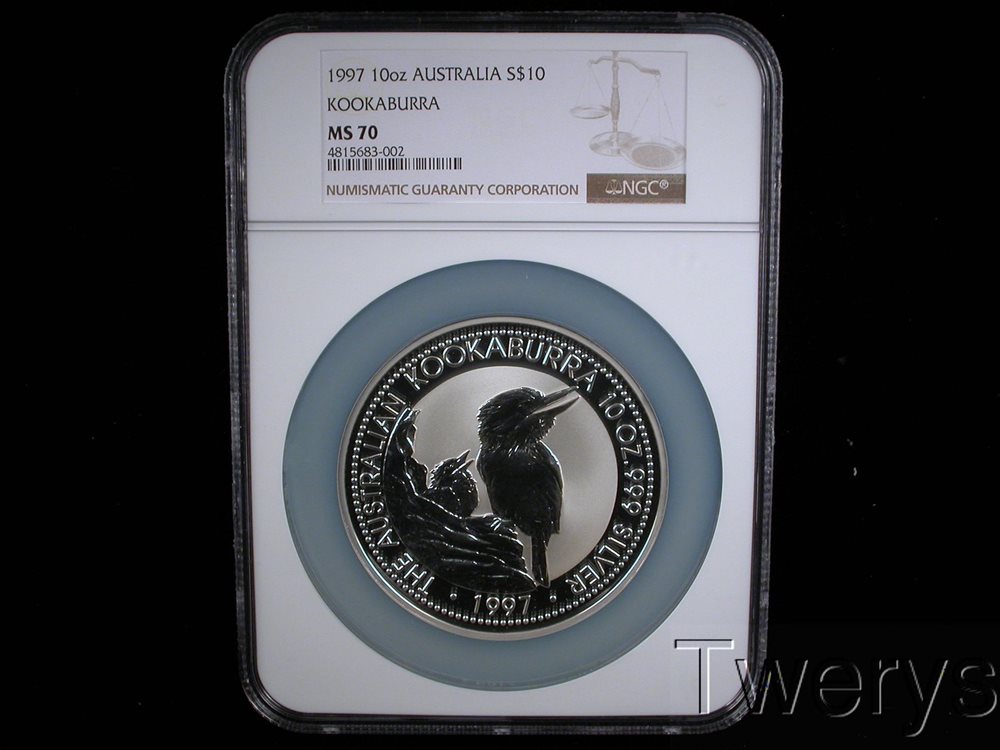 1997 10oz AUSTRALIA S$10
KOOKABURRA
MS 70
4815683-002
NUMISMATIC GUARANTY CORPORATION
NGC®
THE AUSTRALIAN KOOKABURRA 10 OZ 999 SILVER
· 1997 ·
Twerys